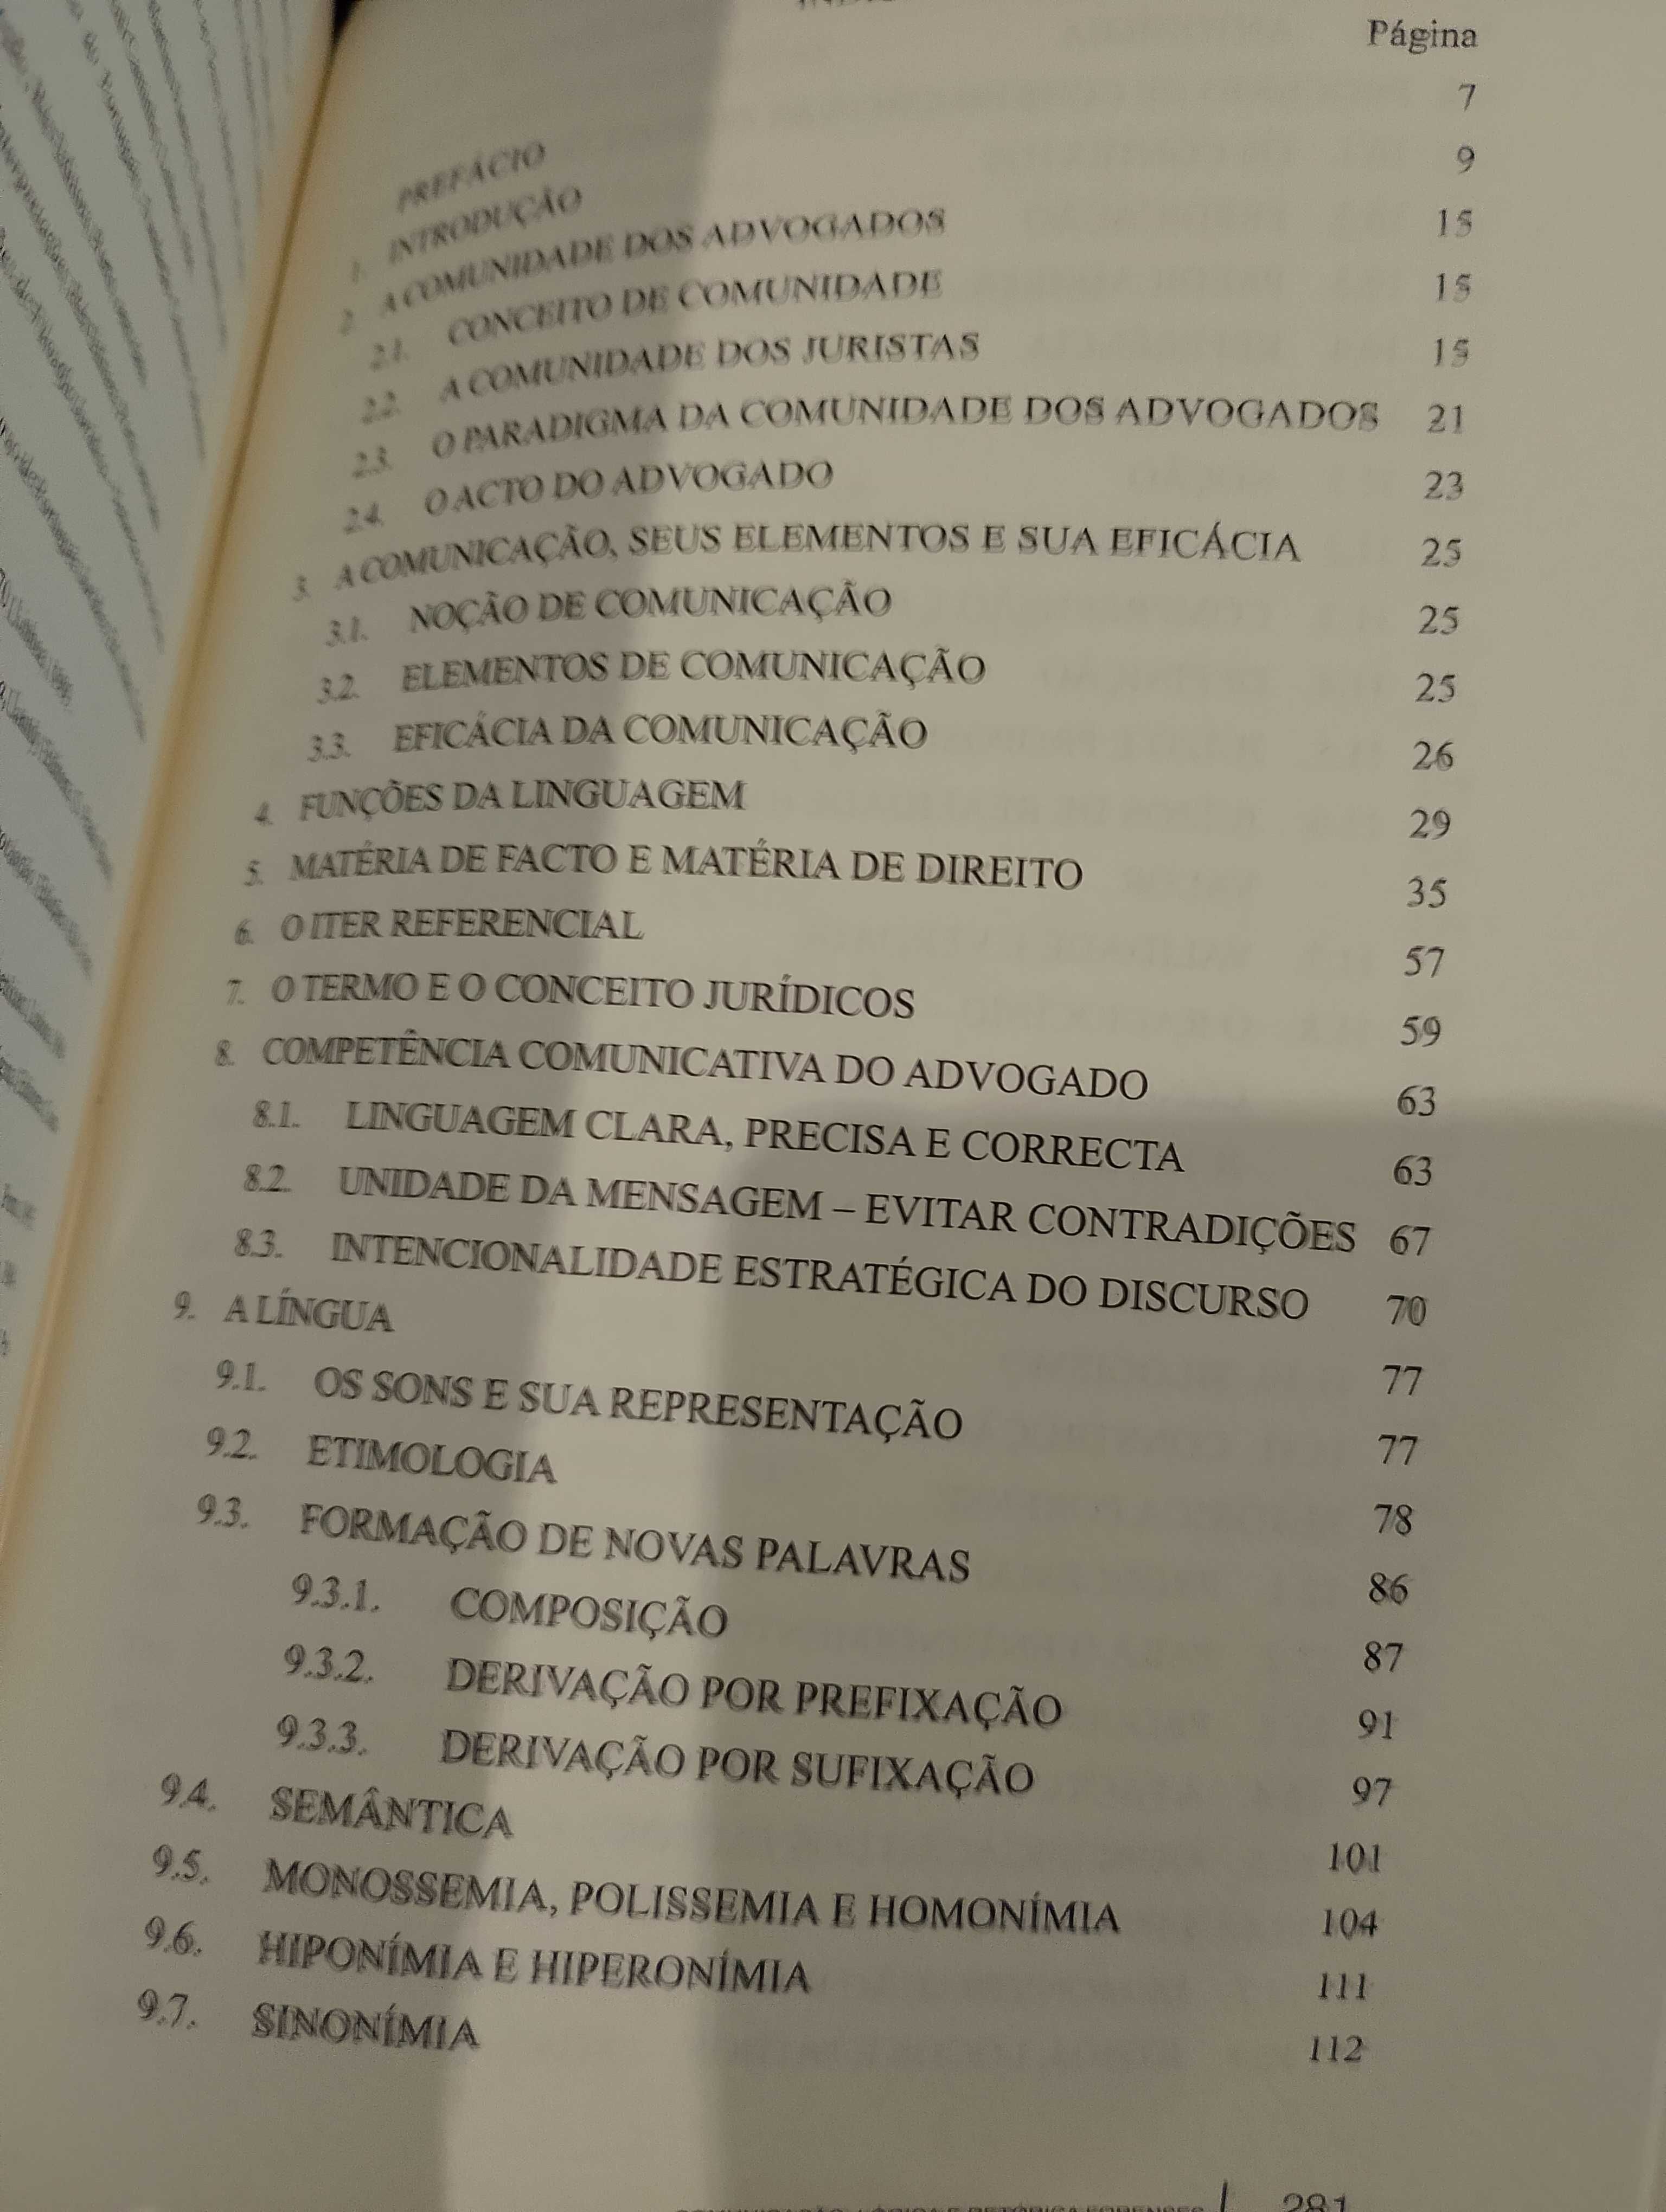 Página
PREFÁCIO 7
1. INTRODUÇÃO 9
2. A COMUNIDADE DOS ADVOGADOS 15
2.1. CONCEITO DE COMUNIDADE 15
2.2. A COMUNIDADE DOS JURISTAS 15
2.3. O PARADIGMA DA COMUNIDADE DOS ADVOGADOS 21
2.4. O ACTO DO ADVOGADO 23
3. A COMUNICAÇÃO, SEUS ELEMENTOS E SUA EFICÁCIA 25
3.1. NOÇÃO DE COMUNICAÇÃO 25
3.2. ELEMENTOS DE COMUNICAÇÃO 25
3.3. EFICÁCIA DA COMUNICAÇÃO 26
4. FUNÇÕES DA LINGUAGEM 29
5. MATÉRIA DE FACTO E MATÉRIA DE DIREITO 35
6. O ITER REFERENCIAL 57
7. O TERMO E O CONCEITO JURÍDICOS 59
8. COMPETÊNCIA COMUNICATIVA DO ADVOGADO 63
8.1. LINGUAGEM CLARA, PRECISA E CORRECTA 63
8.2. UNIDADE DA MENSAGEM – EVITAR CONTRADIÇÕES 67
8.3. INTENCIONALIDADE ESTRATÉGICA DO DISCURSO 70
9. A LÍNGUA 77
9.1. OS SONS E SUA REPRESENTAÇÃO 77
9.2. ETIMOLOGIA 78
9.3. FORMAÇÃO DE NOVAS PALAVRAS 86
9.3.1. COMPOSIÇÃO 87
9.3.2. DERIVAÇÃO POR PREFIXAÇÃO 91
9.3.3. DERIVAÇÃO POR SUFIXAÇÃO 97
9.4. SEMÂNTICA 101
9.5. MONOSSEMIA, POLISSEMIA E HOMONÍMIA 104
9.6. HIPONÍMIA E HIPERONÍMIA 111
9.7. SINONÍMIA 112
COMUNICAÇÃO, LÓGICA E RETÓRICA FORENSES | 281